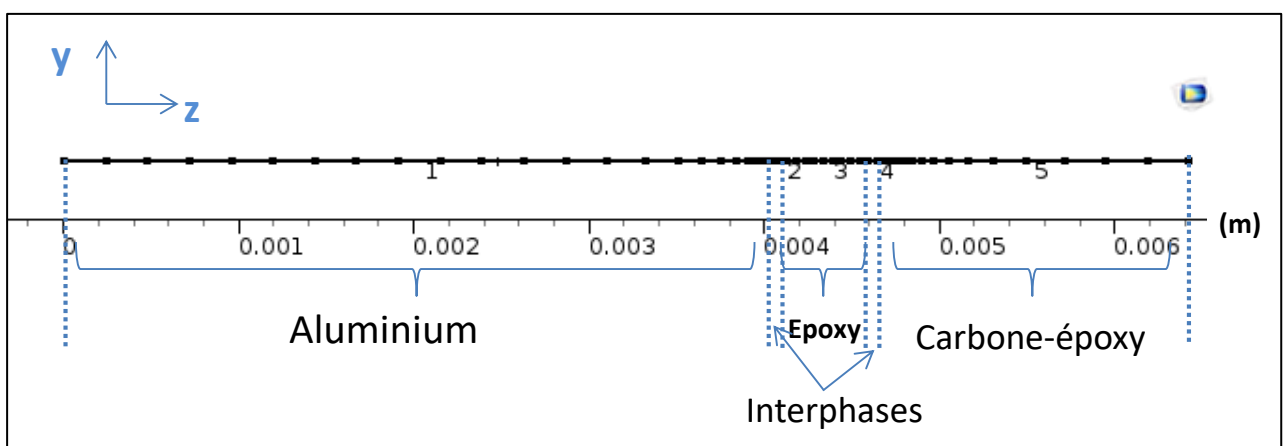 y
z
1 2 3 4 5
(m)
0 0.001 0.002 0.003 0.004 0.005 0.006
Aluminium
Epoxy
Carbone-époxy
Interphases